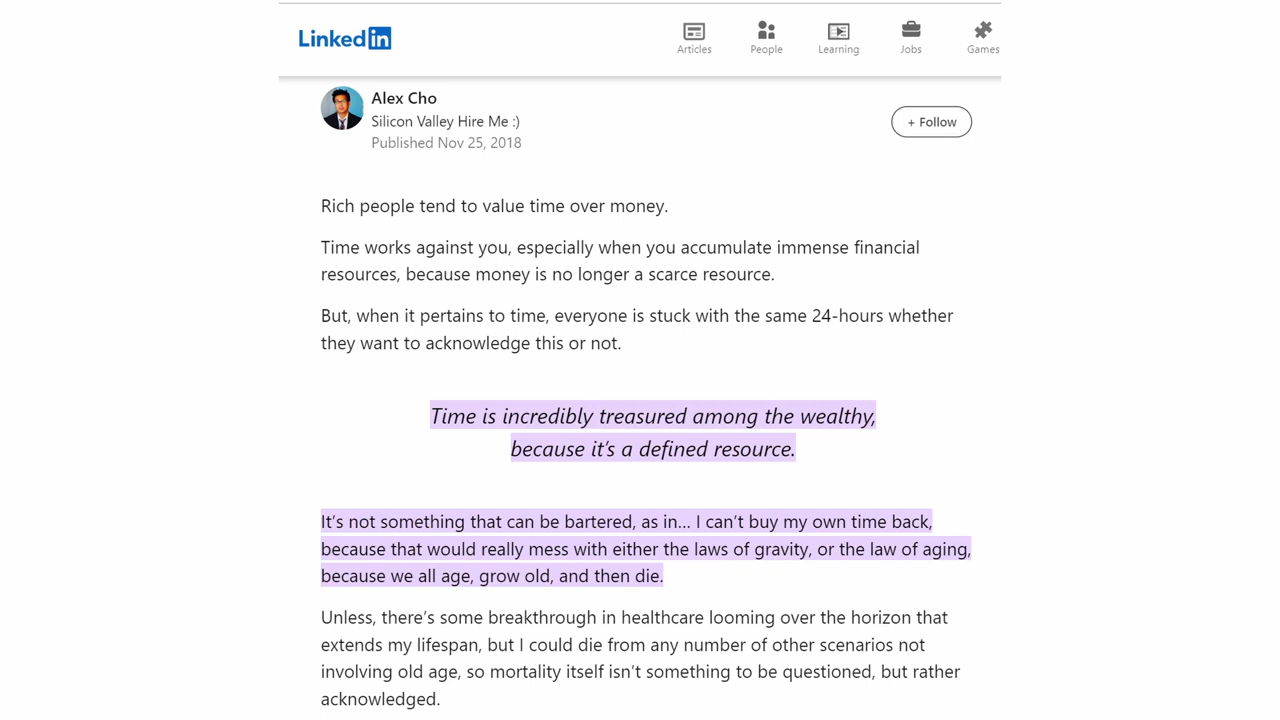 LinkedIn
Articles People Learning Jobs Games
Alex Cho
Silicon Valley Hire Me :)
Published Nov 25, 2018
+ Follow
Rich people tend to value time over money.
Time works against you, especially when you accumulate immense financial
resources, because money is no longer a scarce resource.
But, when it pertains to time, everyone is stuck with the same 24-hours whether
they want to acknowledge this or not.
Time is incredibly treasured among the wealthy,
because it’s a defined resource.
It’s not something that can be bartered, as in… I can’t buy my own time back,
because that would really mess with either the laws of gravity, or the law of aging,
because we all age, grow old, and then die.
Unless, there’s some breakthrough in healthcare looming over the horizon that
extends my lifespan, but I could die from any number of other scenarios not
involving old age, so mortality itself isn’t something to be questioned, but rather
acknowledged.